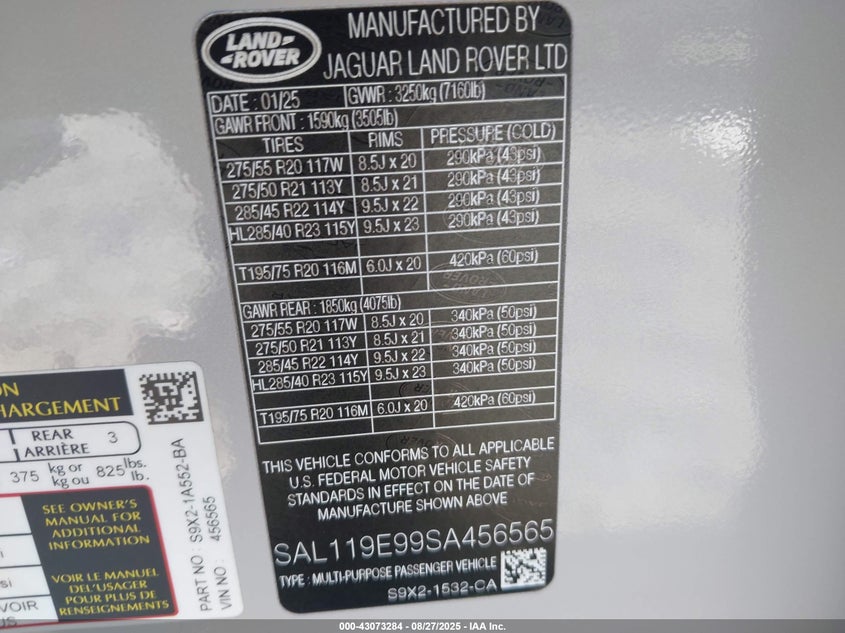 LAND-
-ROVER
MANUFACTURED BY
JAGUAR LAND ROVER LTD
DATE : 01/25 GVWR : 3250kg (7160lb)
GAWR FRONT : 1590kg (3505lb)
TIRES RIMS PRESSURE (COLD)
275/55 R20 117W 8.5J x 20 290kPa (43psi)
275/50 R21 113Y 8.5J x 21 290kPa (43psi)
285/45 R22 114Y 9.5J x 22 290kPa (43psi)
HL285/40 R23 115Y 9.5J x 23 290kPa (43psi)
T195/75 R20 116M 6.0J x 20 420kPa (60psi)
GAWR REAR : 1850kg (4075lb)
275/55 R20 117W 8.5J x 20 340kPa (50psi)
275/50 R21 113Y 8.5J x 21 340kPa (50psi)
285/45 R22 114Y 9.5J x 22 340kPa (50psi)
HL285/40 R23 115Y 9.5J x 23 340kPa (50psi)
T195/75 R20 116M 6.0J x 20 420kPa (60psi)
THIS VEHICLE CONFORMS TO ALL APPLICABLE
U.S. FEDERAL MOTOR VEHICLE SAFETY
STANDARDS IN EFFECT ON THE DATE OF
MANUFACTURE SHOWN ABOVE
SAL119E99SA456565
TYPE : MULTI-PURPOSE PASSENGER VEHICLE
S9X2-1532-CA
ON
HARGEMENT
REAR 3
ARRIÈRE
375 kg or 825 lbs.
kg ou lb.
SEE OWNER'S
MANUAL FOR
ADDITIONAL
INFORMATION
VOIR LE MANUEL
DE L'USAGER
POUR PLUS DE
RENSEIGNEMENTS
si
VOIR
US
PART NO : S9X2-1A552-BA
VIN NO : 456565
000-43073284 - 08/27/2025 - IAA Inc.